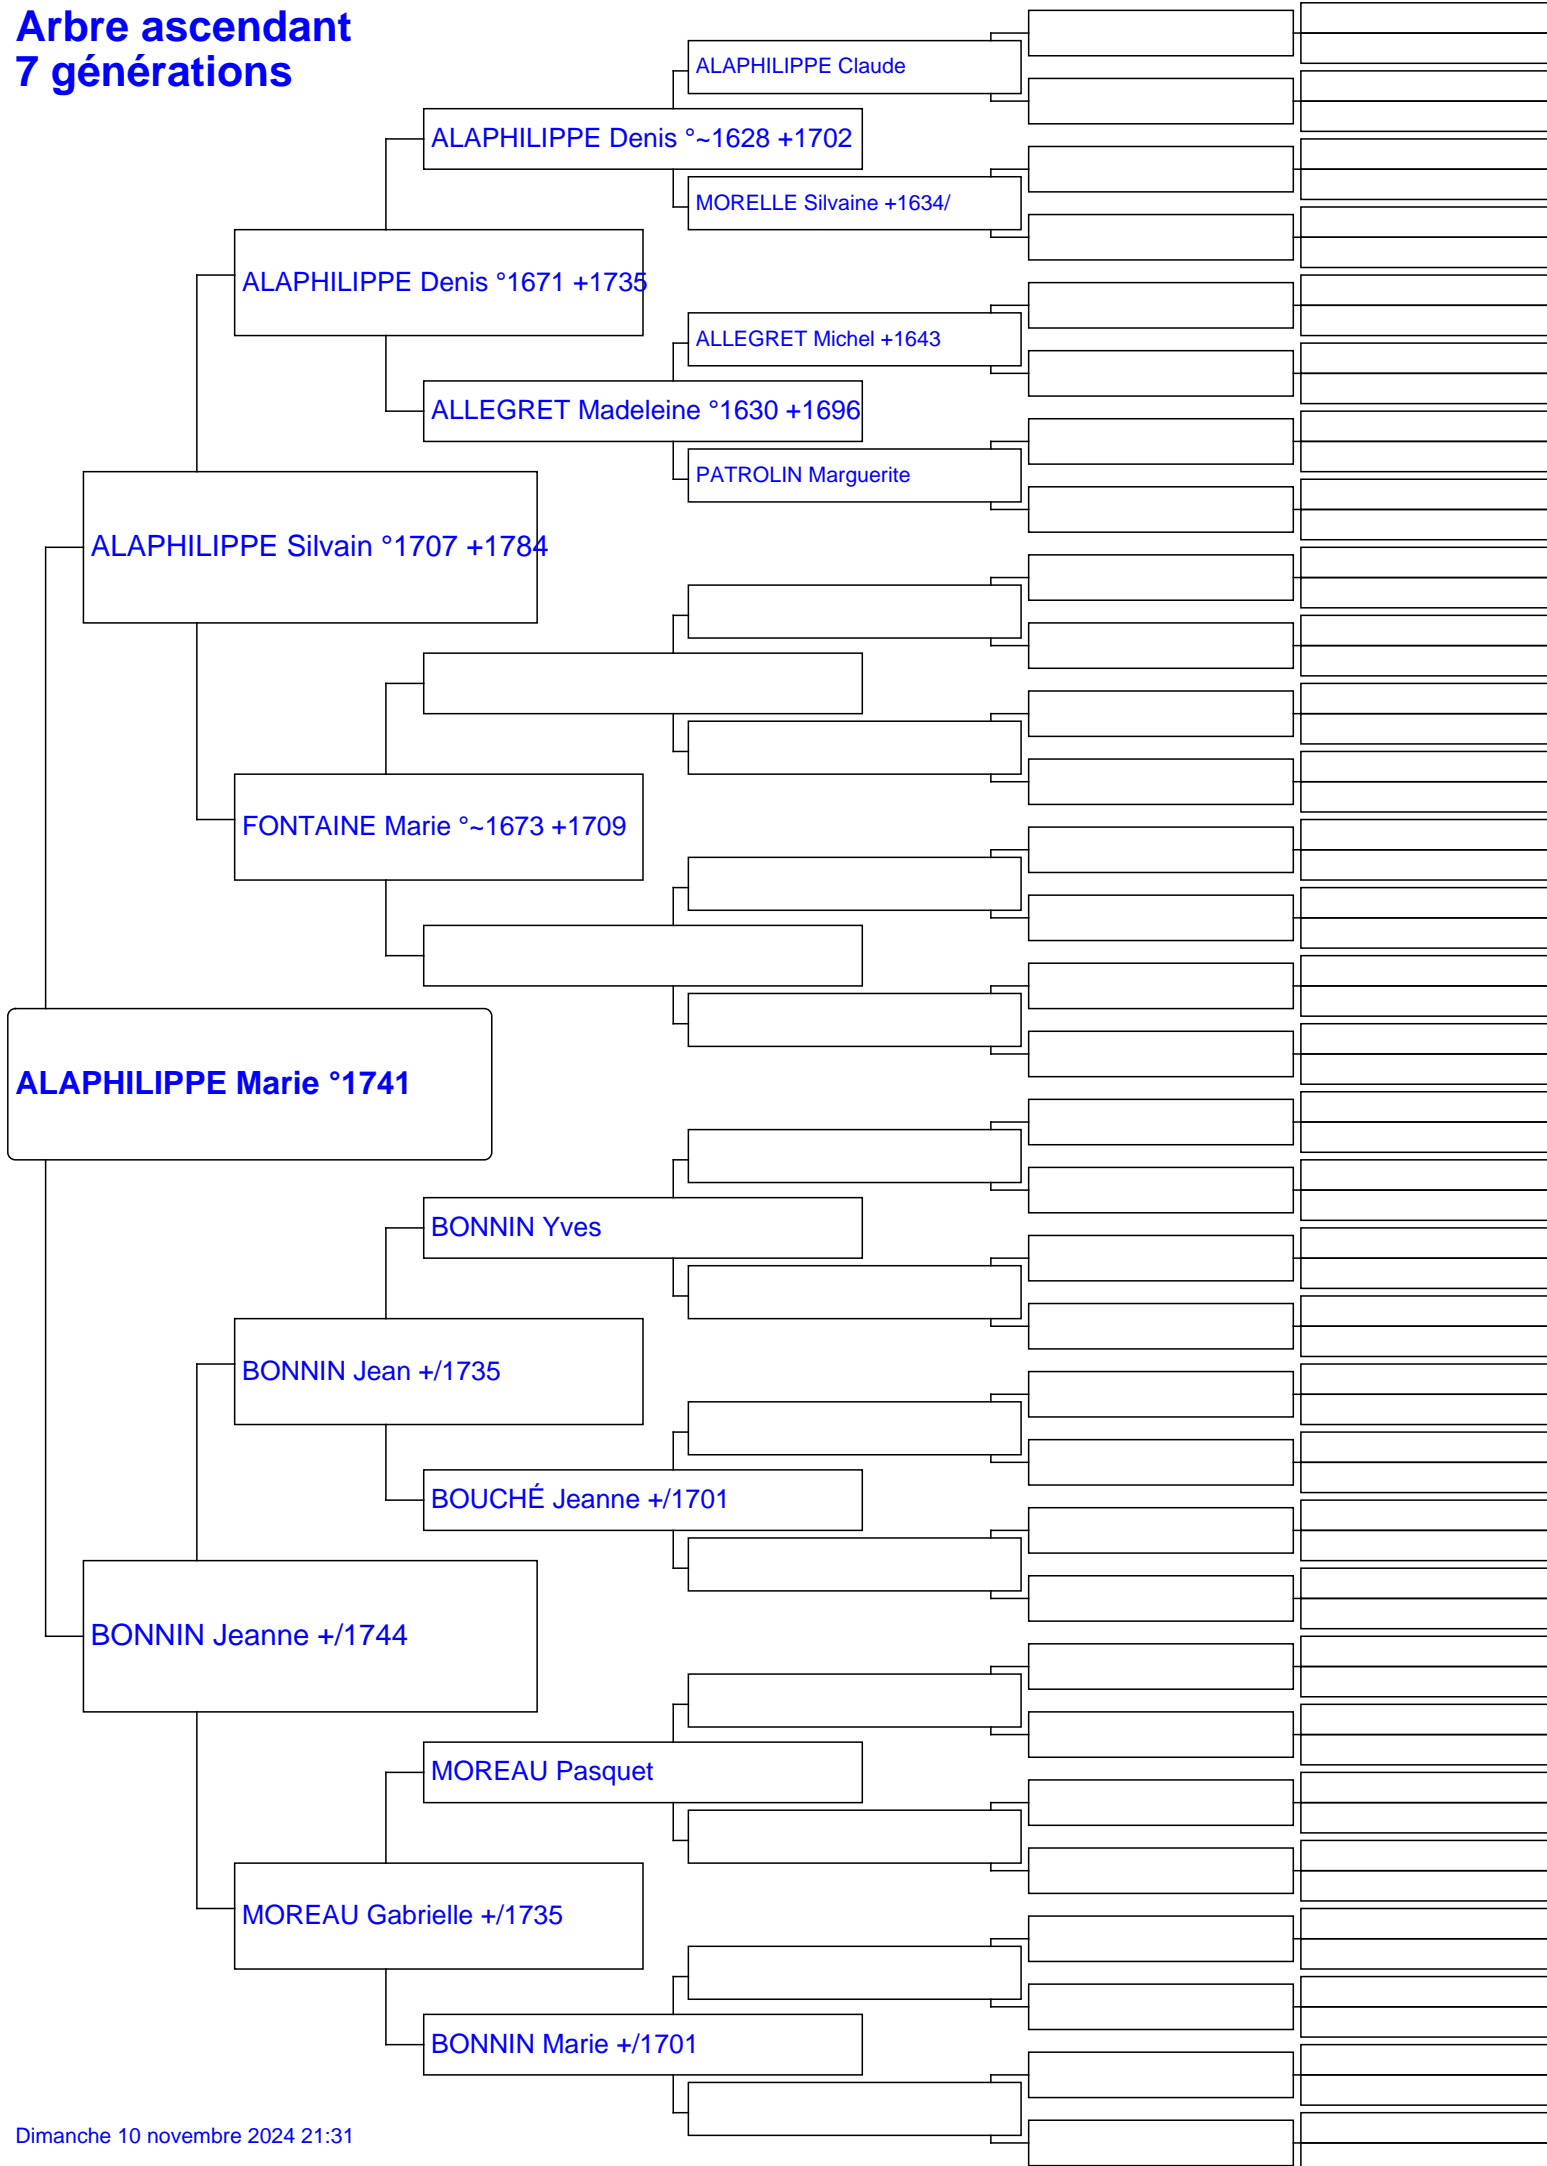 Arbre ascendant
7 générations
ALAPHILIPPE Claude
ALAPHILIPPE Denis °~1628 +1702
MORELLE Silvaine +1634/
ALAPHILIPPE Denis °1671 +1735
ALLEGRET Michel +1643
ALLEGRET Madeleine °1630 +1696
PATROLIN Marguerite
ALAPHILIPPE Silvain °1707 +1784
FONTAINE Marie °~1673 +1709
ALAPHILIPPE Marie °1741
BONNIN Yves
BONNIN Jean +/1735
BOUCHÉ Jeanne +/1701
BONNIN Jeanne +/1744
MOREAU Pasquet
MOREAU Gabrielle +/1735
BONNIN Marie +/1701
Dimanche 10 novembre 2024 21:31